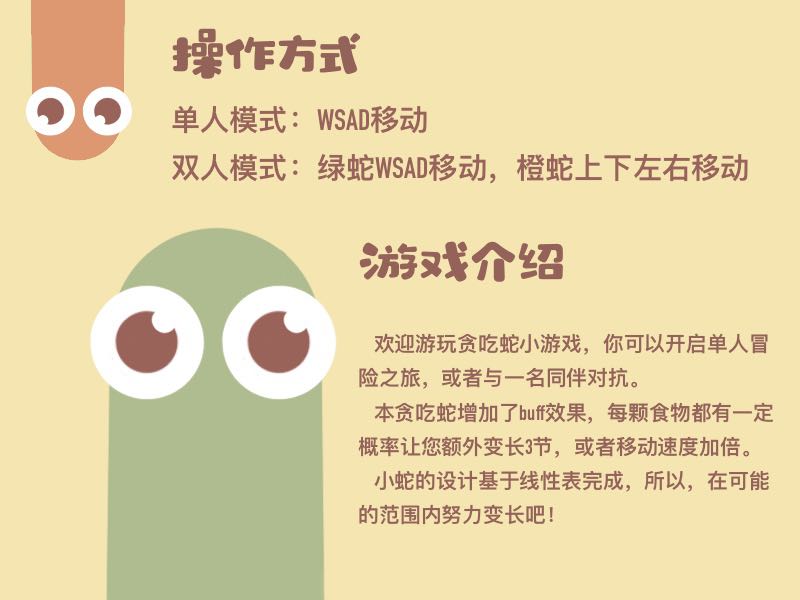 操作方式
单人模式：WSAD移动
双人模式：绿蛇WSAD移动，橙蛇上下左右移动
游戏介绍
欢迎游玩贪吃蛇小游戏，你可以开启单人冒
险之旅，或者与一名同伴对抗。
本贪吃蛇增加了buff效果，每颗食物都有一定
概率让您额外变长3节，或者移动速度加倍。
小蛇的设计基于线性表完成，所以，在可能
的范围内努力变长吧！